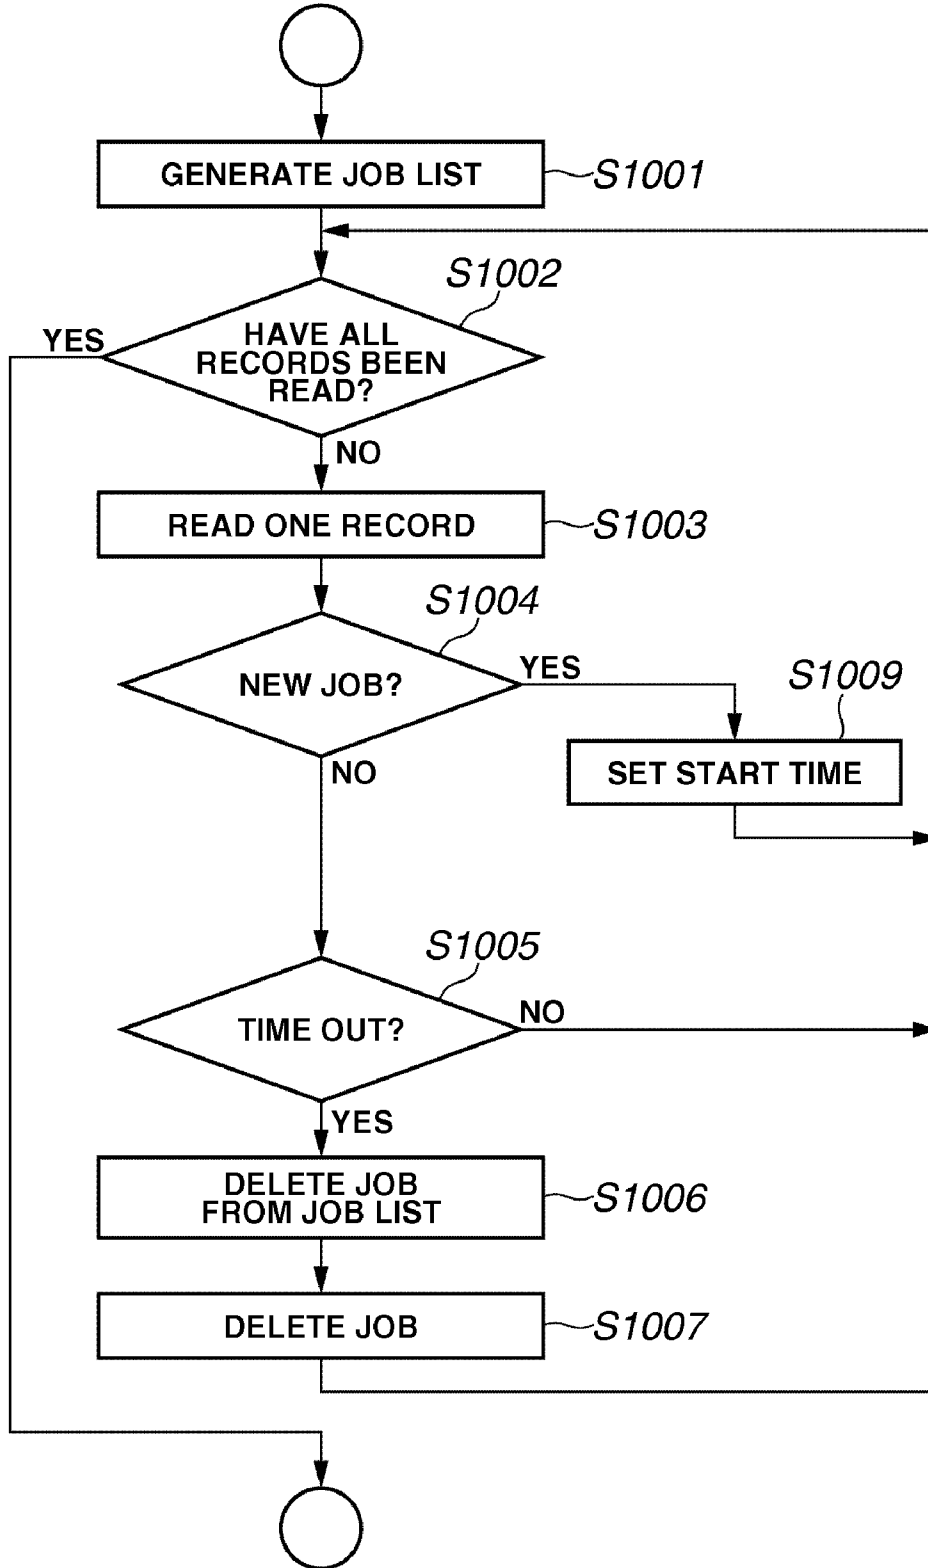 GENERATE JOB LIST
S1001
S1002
YES
HAVE ALL
RECORDS BEEN
READ?
NO
READ ONE RECORD
S1003
S1004
NEW JOB?
YES
NO
S1009
SET START TIME
S1005
TIME OUT?
NO
YES
DELETE JOB
FROM JOB LIST
S1006
DELETE JOB
S1007